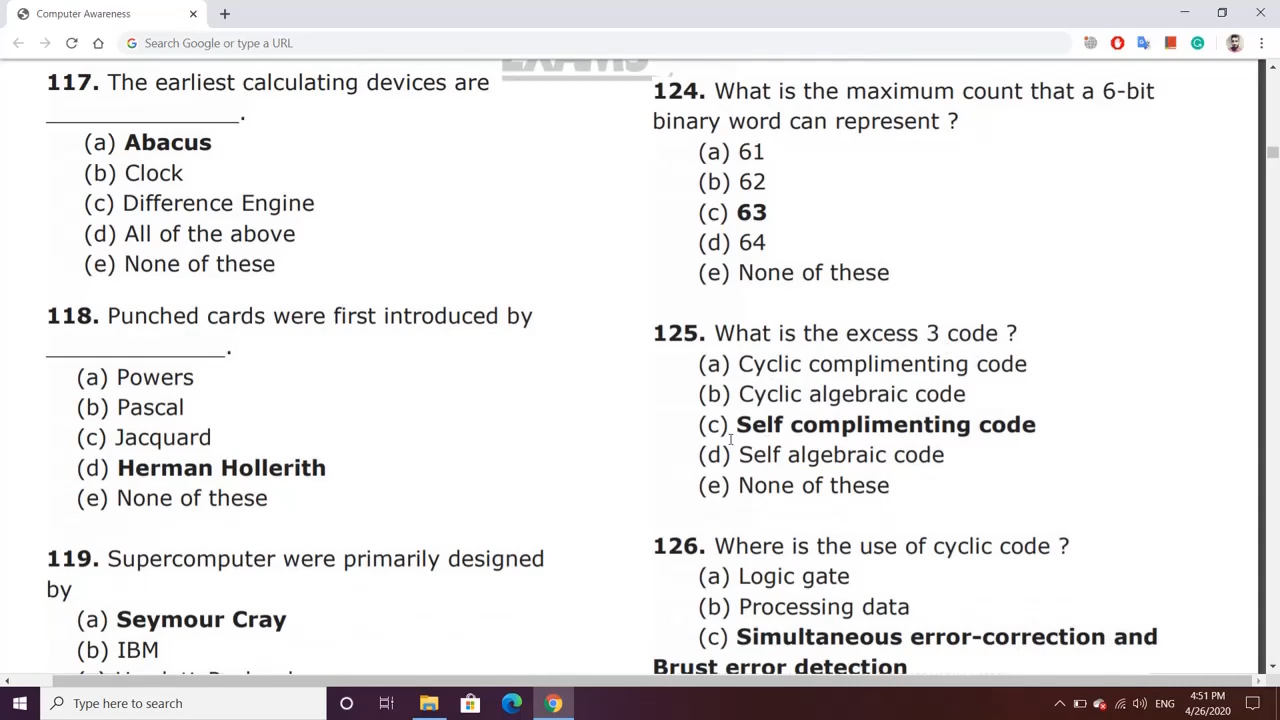 Computer Awareness
Search Google or type a URL
EXAMS
117. The earliest calculating devices are
_______________.
(a) Abacus
(b) Clock
(c) Difference Engine
(d) All of the above
(e) None of these
118. Punched cards were first introduced by
______________.
(a) Powers
(b) Pascal
(c) Jacquard
(d) Herman Hollerith
(e) None of these
119. Supercomputer were primarily designed
by
(a) Seymour Cray
(b) IBM
124. What is the maximum count that a 6-bit
binary word can represent ?
(a) 61
(b) 62
(c) 63
(d) 64
(e) None of these
125. What is the excess 3 code ?
(a) Cyclic complimenting code
(b) Cyclic algebraic code
(c) Self complimenting code
(d) Self algebraic code
(e) None of these
126. Where is the use of cyclic code ?
(a) Logic gate
(b) Processing data
(c) Simultaneous error-correction and
Brust error detection
Type here to search
ENG
4:51 PM
4/26/2020